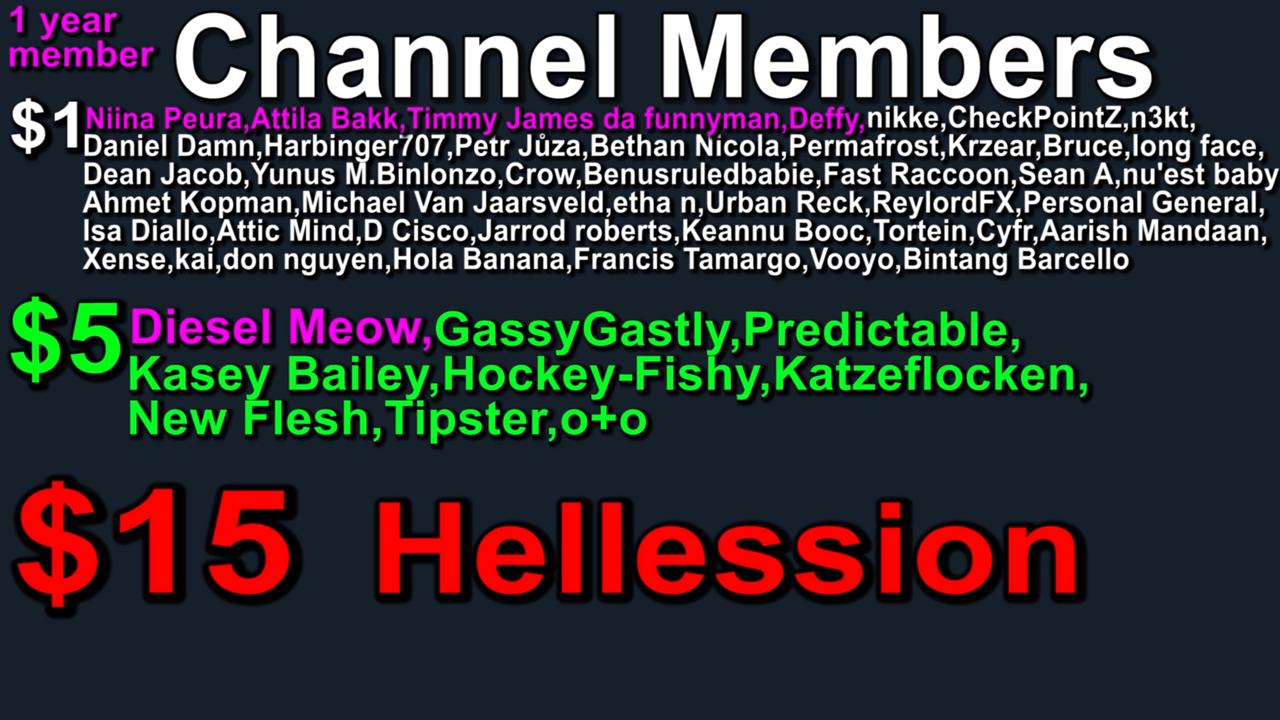 1 year
member
Channel Members
$1
Niina Peura,Attila Bakk,Timmy James da funnyman,Deffy,nikke,CheckPointZ,n3kt,
Daniel Damn,Harbinger707,Petr Jůza,Bethan Nicola,Permafrost,Krzear,Bruce,long face,
Dean Jacob,Yunus M.Binlonzo,Crow,Benusruledbabie,Fast Raccoon,Sean A,nu'est baby
Ahmet Kopman,Michael Van Jaarsveld,etha n,Urban Reck,ReylordFX,Personal General,
Isa Diallo,Attic Mind,D Cisco,Jarrod roberts,Keannu Booc,Tortein,Cyfr,Aarish Mandaan,
Xense,kai,don nguyen,Hola Banana,Francis Tamargo,Vooyo,Bintang Barcello
$5
Diesel Meow,GassyGastly,Predictable,
Kasey Bailey,Hockey-Fishy,Katzeflocken,
New Flesh,Tipster,o+o
$15 Hellession